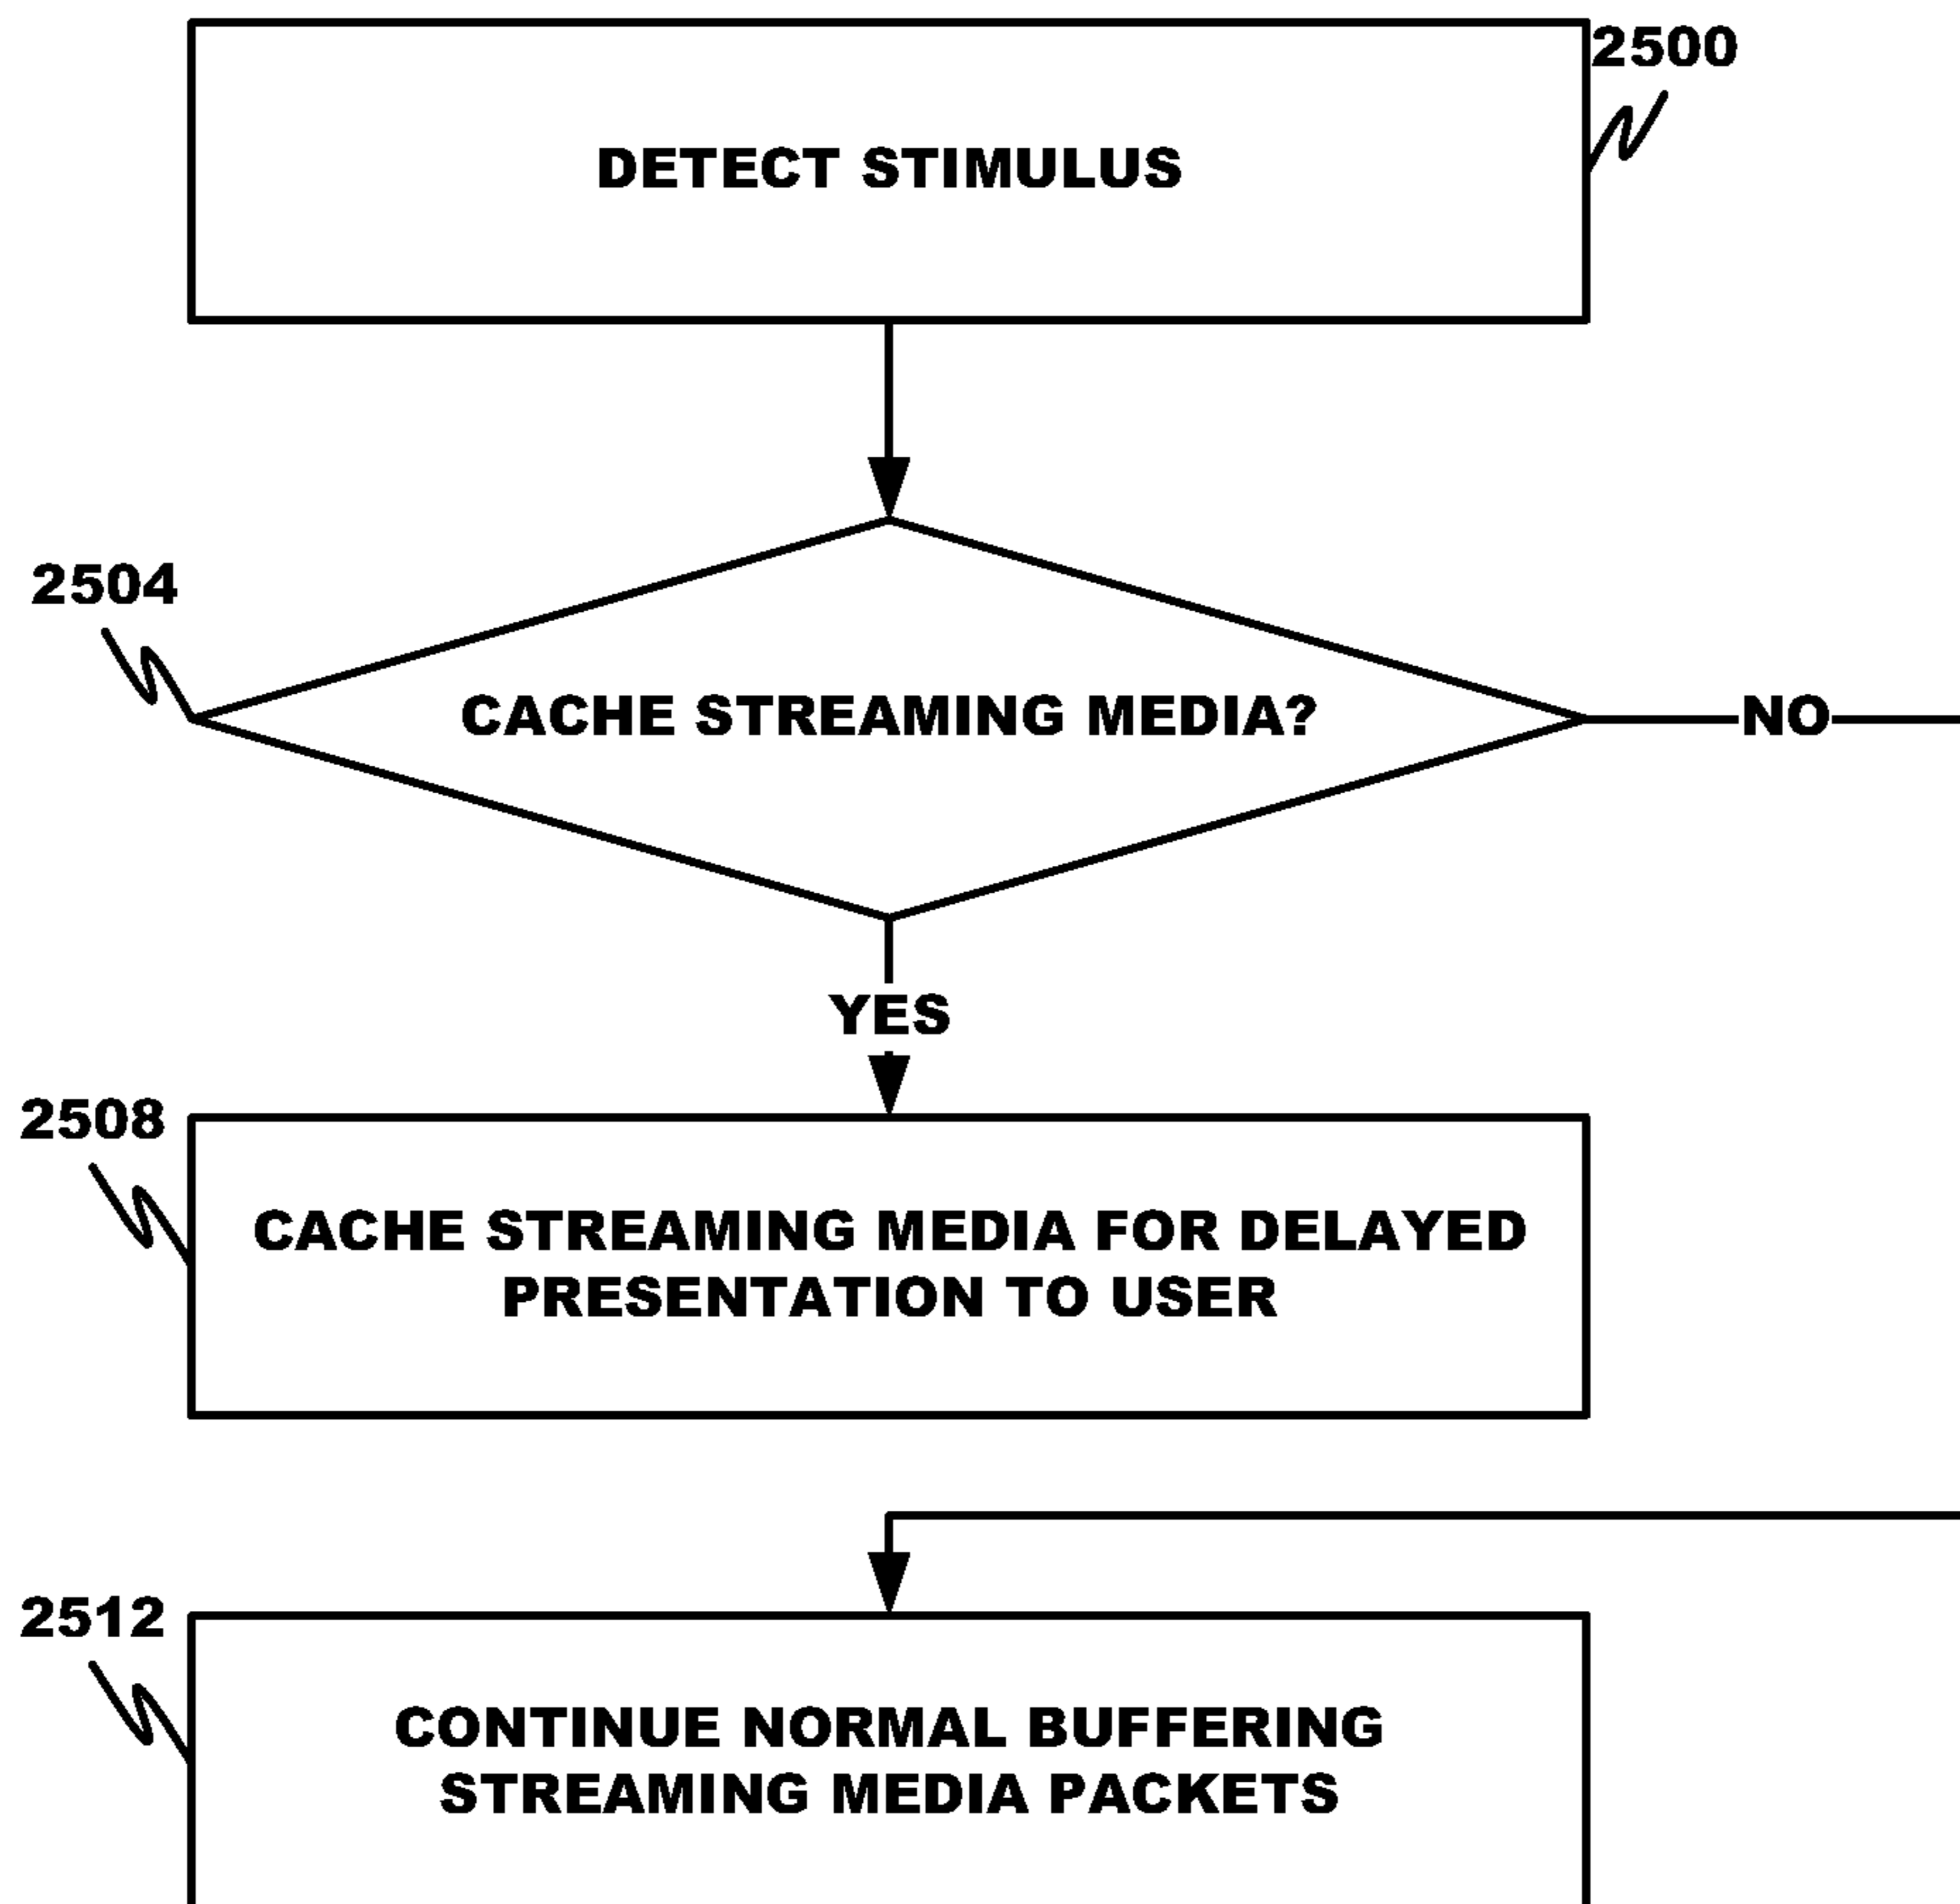 2500
DETECT STIMULUS
2504
CACHE STREAMING MEDIA?
NO
YES
2508
CACHE STREAMING MEDIA FOR DELAYED
PRESENTATION TO USER
2512
CONTINUE NORMAL BUFFERING
STREAMING MEDIA PACKETS